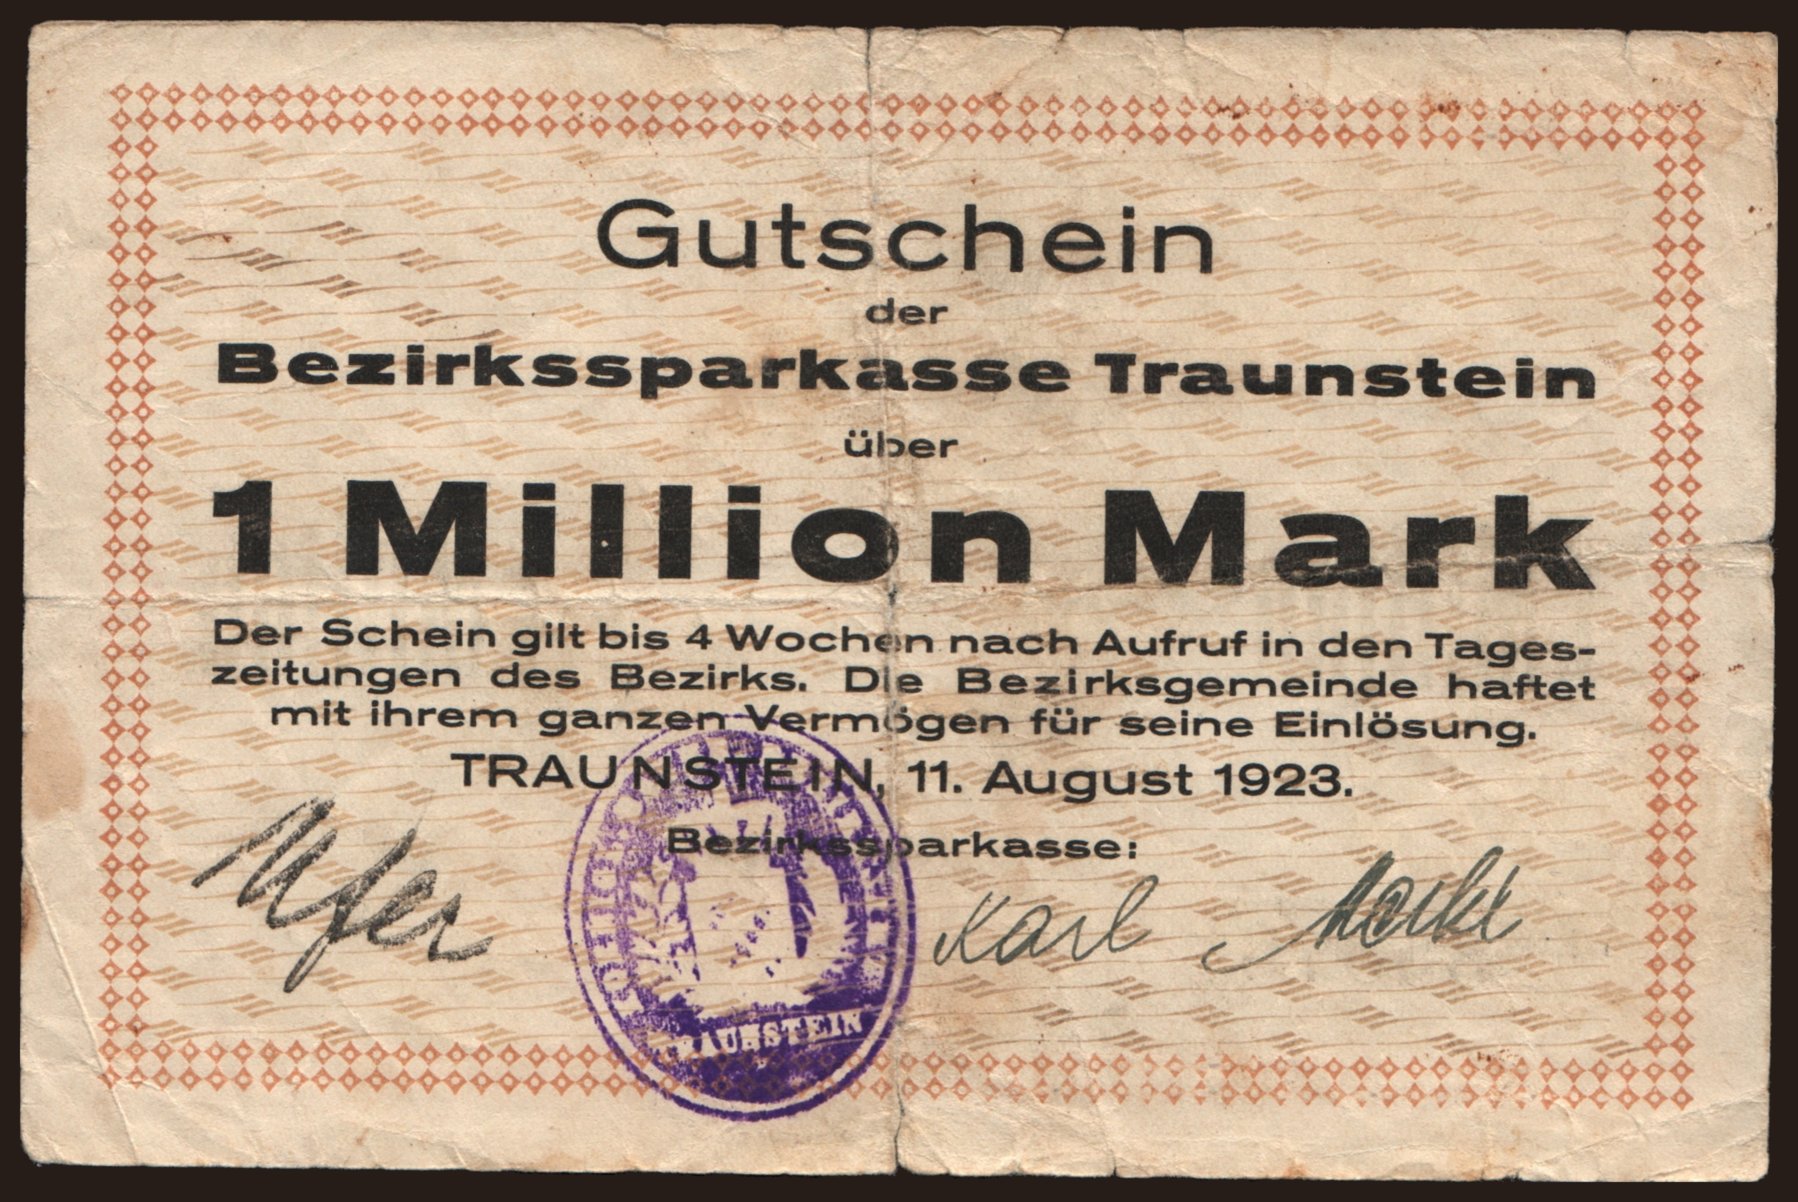 Gutschein
der
Bezirkssparkasse Traunstein
über
1 Million Mark
Der Schein gilt bis 4 Wochen nach Aufruf in den Tages-
zeitungen des Bezirks. Die Bezirksgemeinde haftet
mit ihrem ganzen Vermögen für seine Einlösung.
TRAUNSTEIN, 11. August 1923.
Bezirkssparkasse:
Karl
TRAUNSTEIN